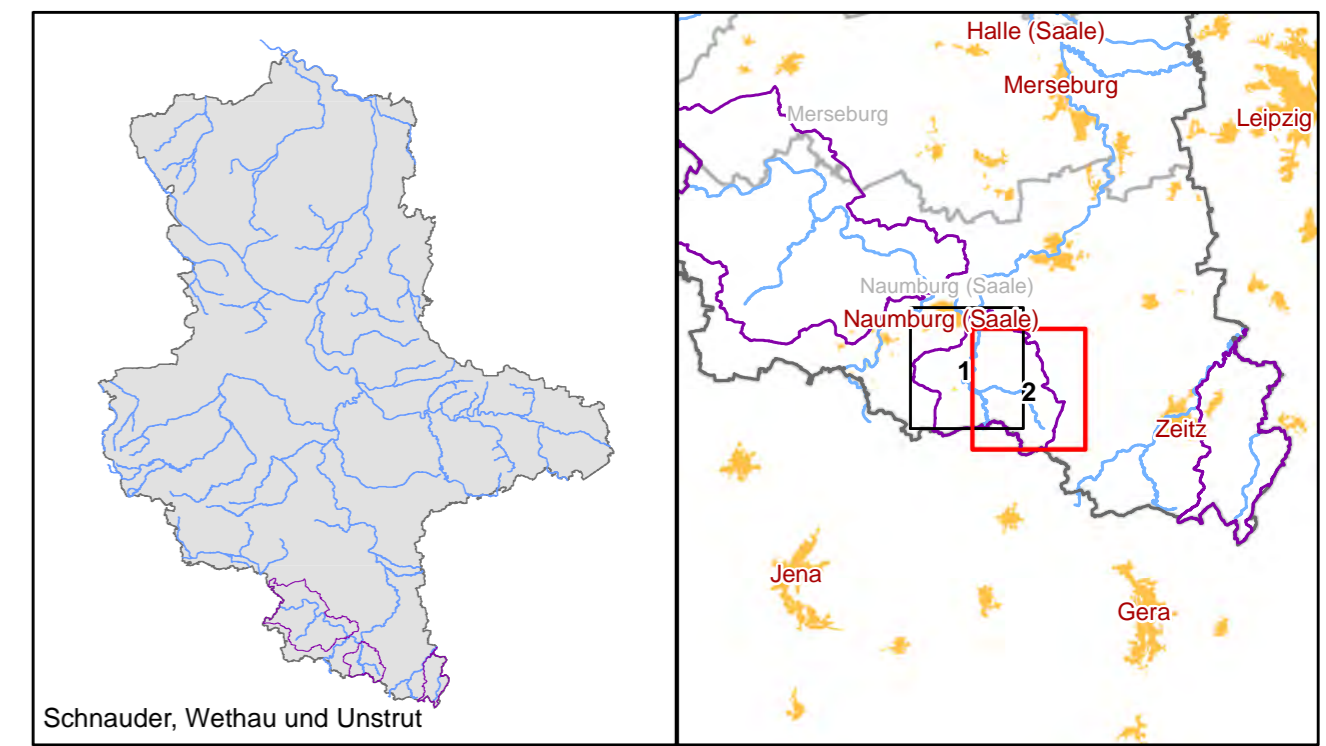 Schnauder, Wethau und Unstrut
Halle (Saale)
Merseburg
Merseburg
Leipzig
Naumburg (Saale)
Naumburg (Saale)
1
2
Zeitz
Jena
Gera